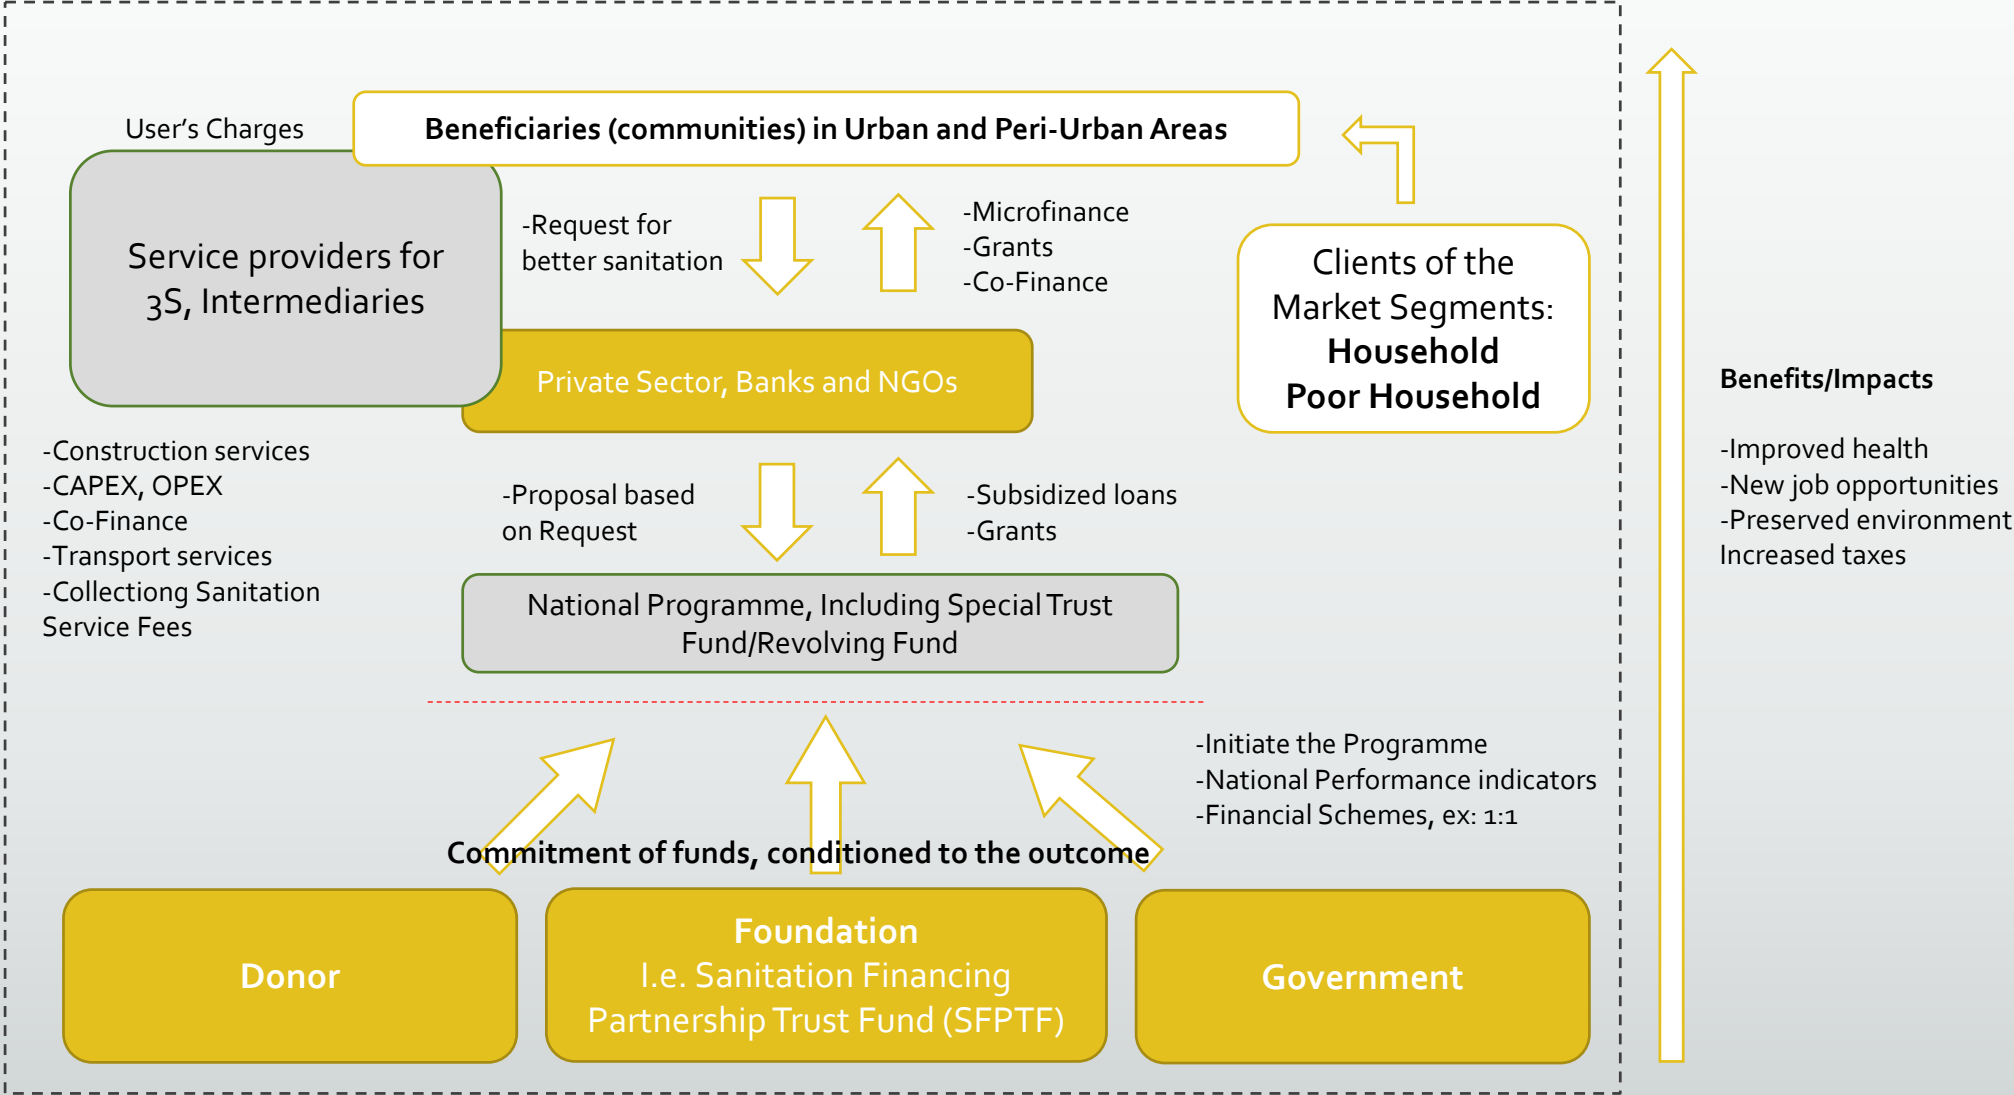 User's Charges
Beneficiaries (communities) in Urban and Peri-Urban Areas
Service providers for
3S, Intermediaries
-Request for
better sanitation
-Microfinance
-Grants
-Co-Finance
Clients of the
Market Segments:
Household
Poor Household
Private Sector, Banks and NGOs
-Construction services
-CAPEX, OPEX
-Co-Finance
-Transport services
-Collectiong Sanitation
Service Fees
-Proposal based
on Request
-Subsidized loans
-Grants
National Programme, Including Special Trust
Fund/Revolving Fund
-Initiate the Programme
-National Performance indicators
-Financial Schemes, ex: 1:1
Commitment of funds, conditioned to the outcome
Donor
Foundation
I.e. Sanitation Financing
Partnership Trust Fund (SFPTF)
Government
Benefits/Impacts
-Improved health
-New job opportunities
-Preserved environment
Increased taxes